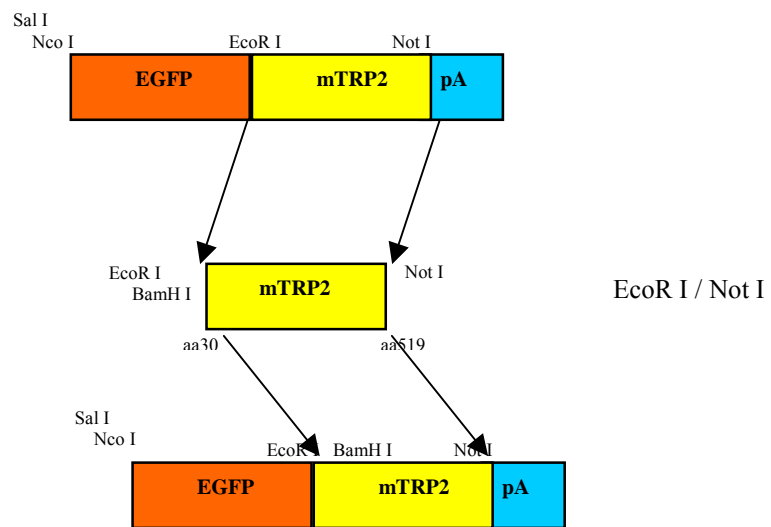 Sal I
Nco I EcoR I Not I
EGFP mTRP2 pA
EcoR I Not I
BamH I mTRP2 EcoR I / Not I
aa30 aa519
Sal I
Nco I EcoR I BamH I Not I
EGFP mTRP2 pA